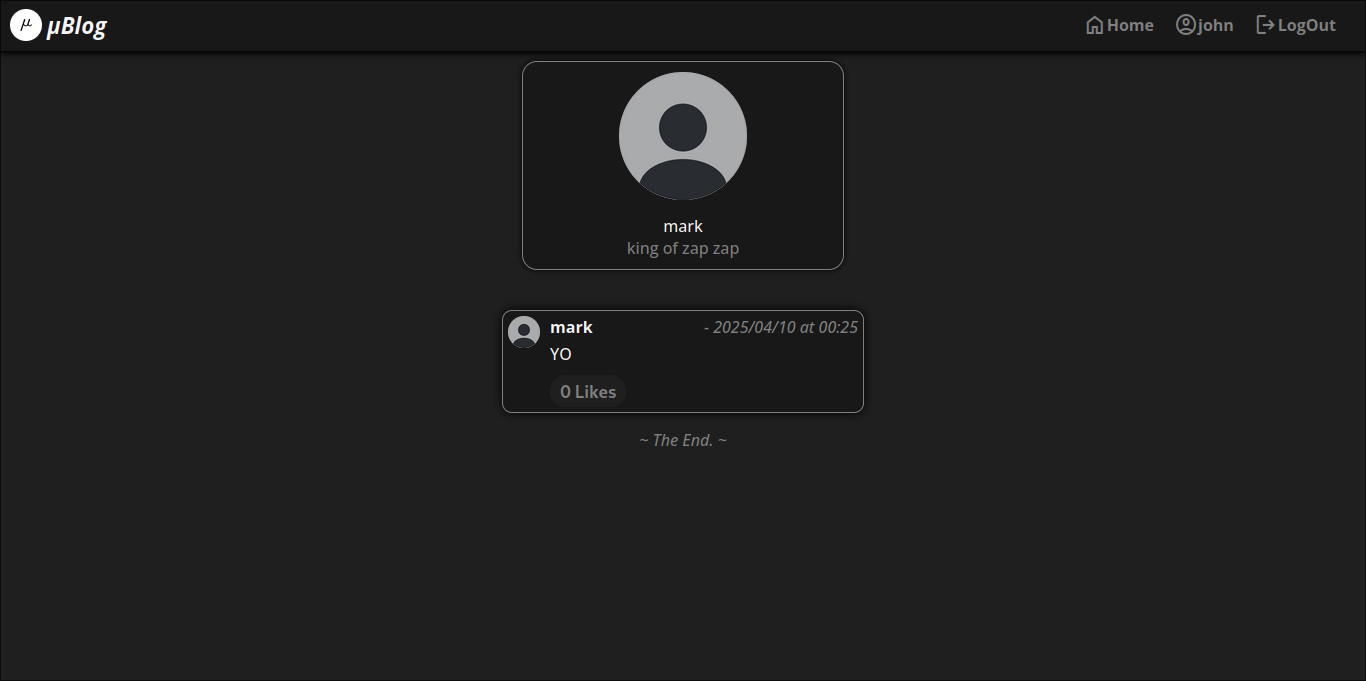 μ μBlog Home john LogOut
mark
king of zap zap
mark - 2025/04/10 at 00:25
YO
0 Likes
~ The End. ~